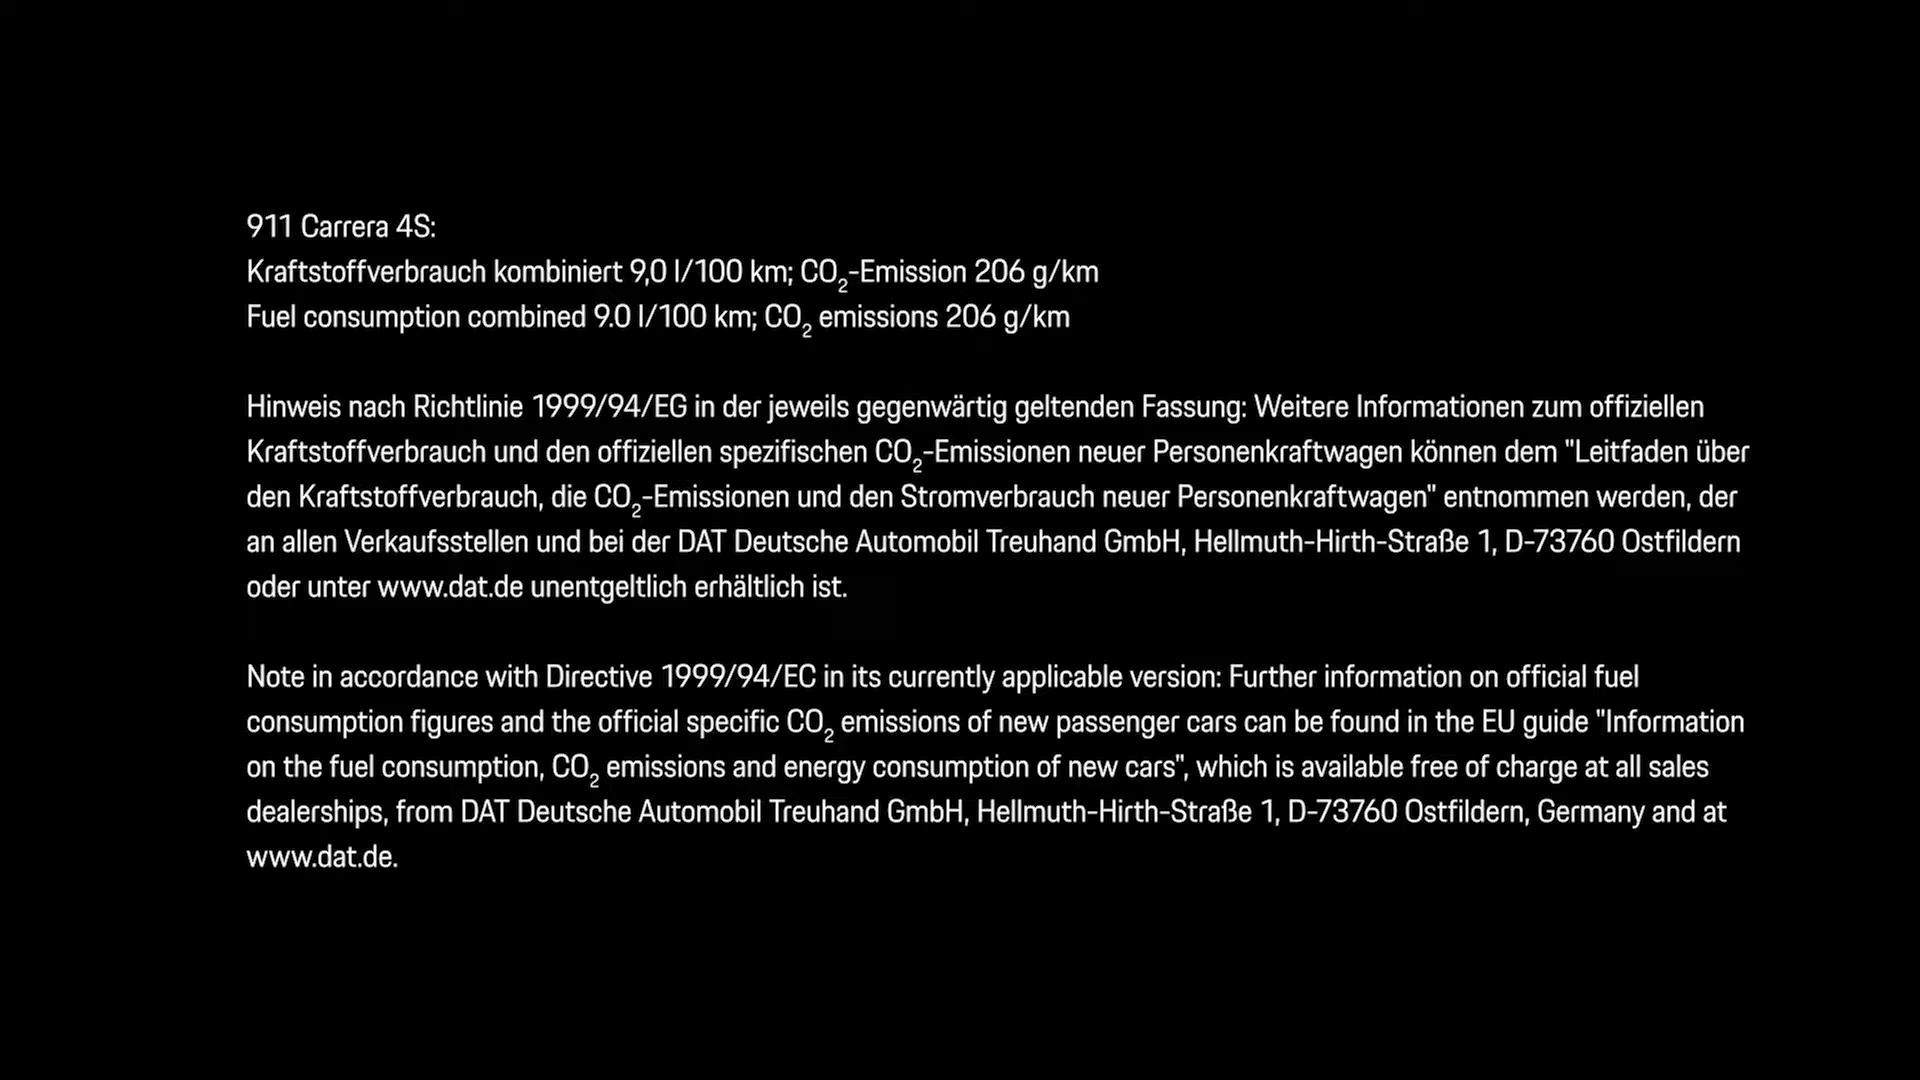 911 Carrera 4S:
Kraftstoffverbrauch kombiniert 9,0 l/100 km; CO₂-Emission 206 g/km
Fuel consumption combined 9.0 l/100 km; CO₂ emissions 206 g/km
Hinweis nach Richtlinie 1999/94/EG in der jeweils gegenwärtig geltenden Fassung: Weitere Informationen zum offiziellen
Kraftstoffverbrauch und den offiziellen spezifischen CO₂-Emissionen neuer Personenkraftwagen können dem "Leitfaden über
den Kraftstoffverbrauch, die CO₂-Emissionen und den Stromverbrauch neuer Personenkraftwagen" entnommen werden, der
an allen Verkaufsstellen und bei der DAT Deutsche Automobil Treuhand GmbH, Hellmuth-Hirth-Straße 1, D-73760 Ostfildern
oder unter www.dat.de unentgeltlich erhältlich ist.
Note in accordance with Directive 1999/94/EC in its currently applicable version: Further information on official fuel
consumption figures and the official specific CO₂ emissions of new passenger cars can be found in the EU guide "Information
on the fuel consumption, CO₂ emissions and energy consumption of new cars", which is available free of charge at all sales
dealerships, from DAT Deutsche Automobil Treuhand GmbH, Hellmuth-Hirth-Straße 1, D-73760 Ostfildern, Germany and at
www.dat.de.